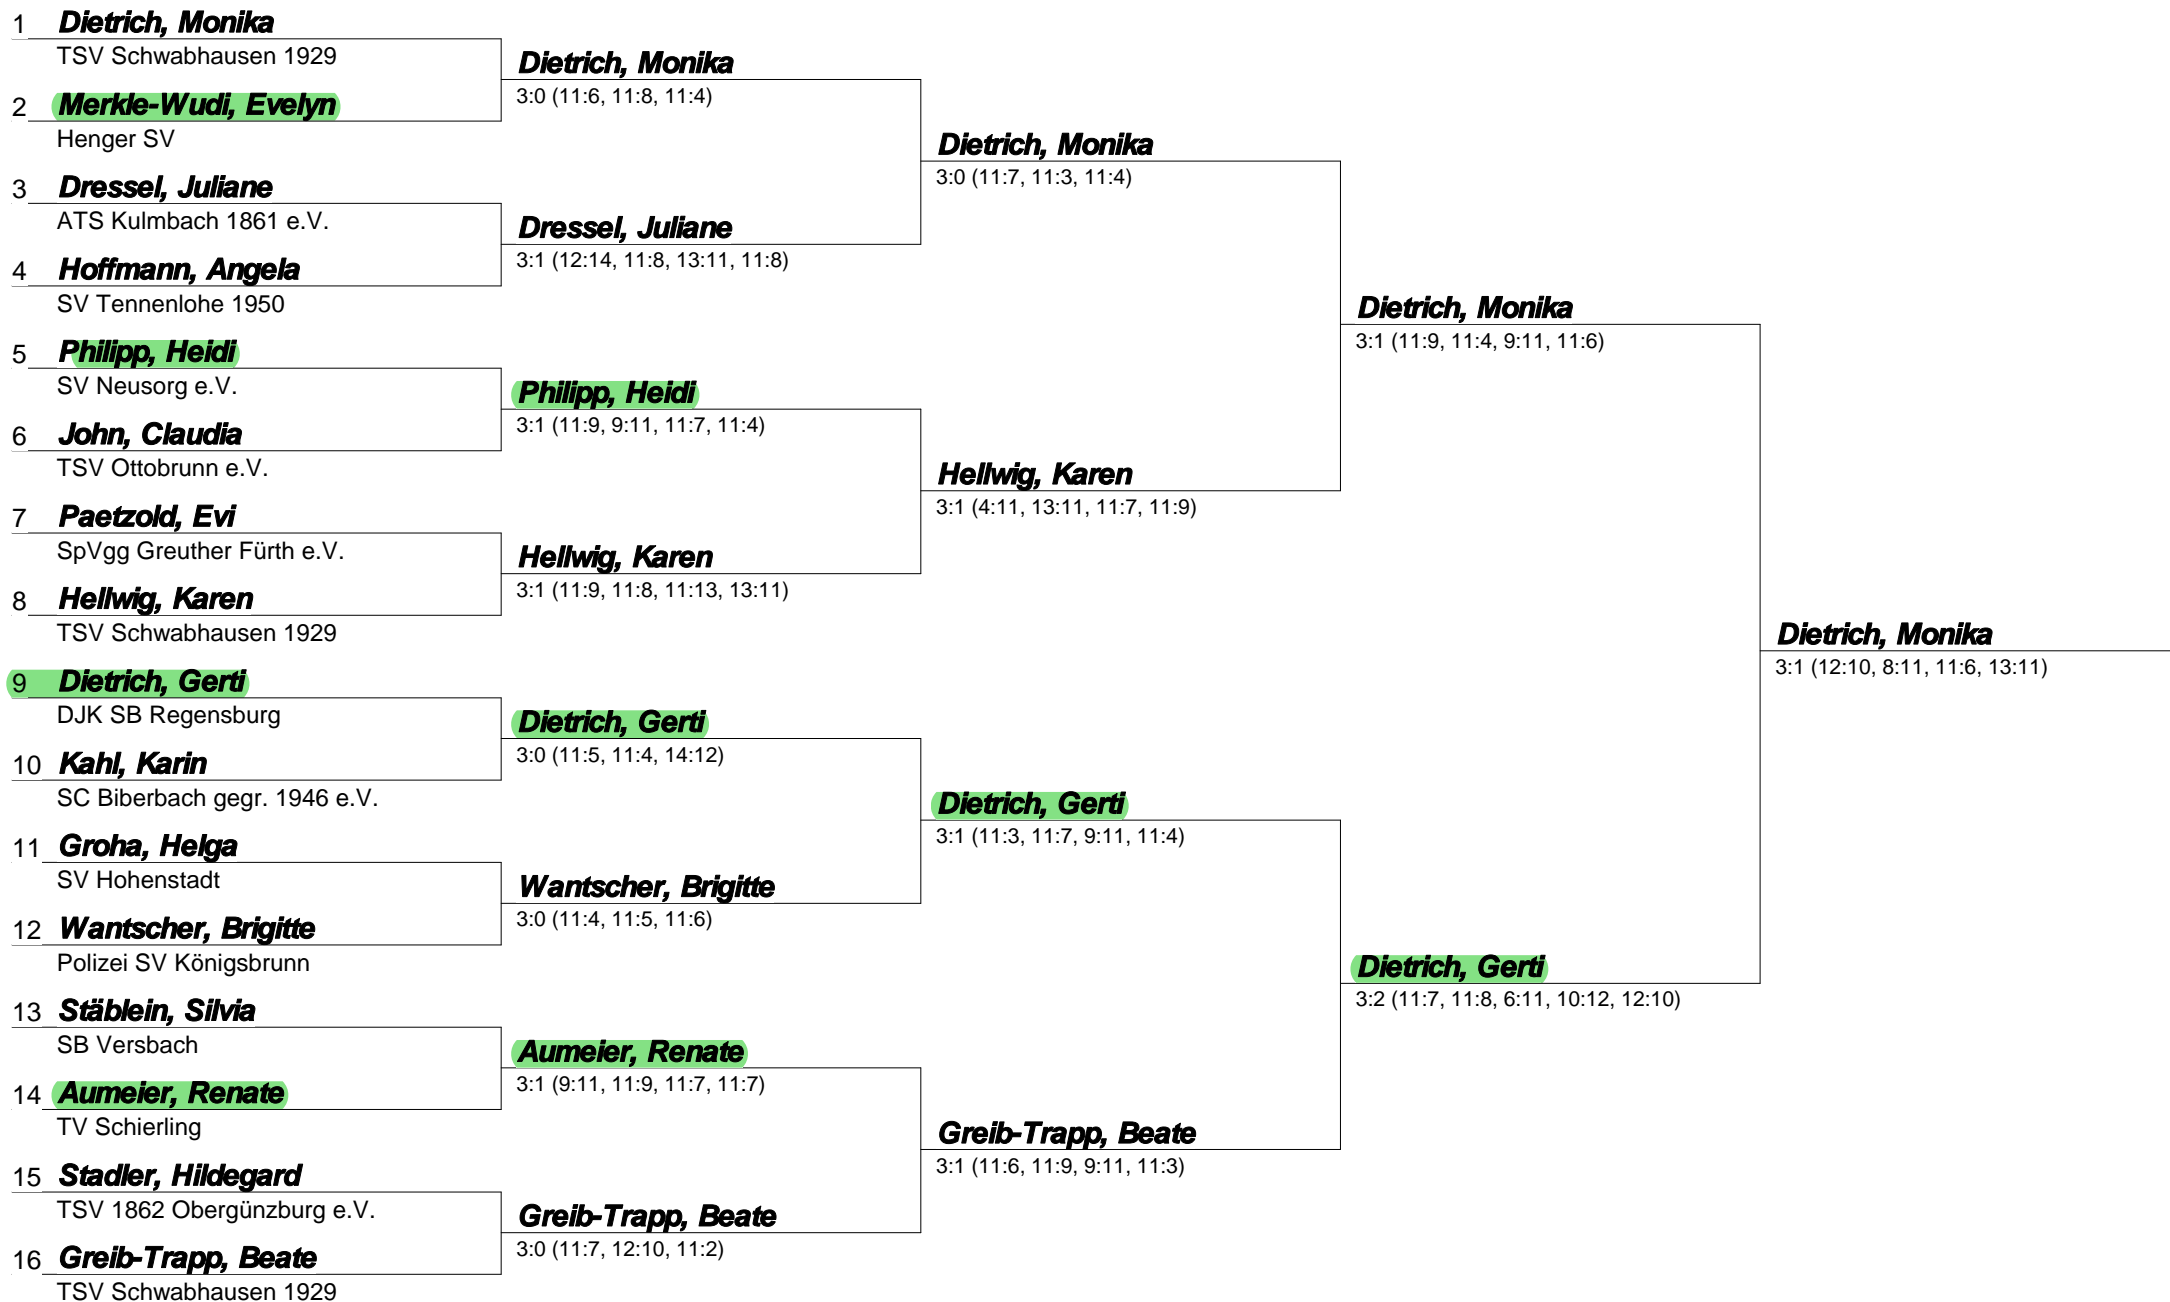 1 Dietrich, Monika
TSV Schwabhausen 1929
2 Merkle-Wudi, Evelyn
Henger SV
3 Dressel, Juliane
ATS Kulmbach 1861 e.V.
4 Hoffmann, Angela
SV Tennenlohe 1950
5 Philipp, Heidi
SV Neusorg e.V.
6 John, Claudia
TSV Ottobrunn e.V.
7 Paetzold, Evi
SpVgg Greuther Fürth e.V.
8 Hellwig, Karen
TSV Schwabhausen 1929
9 Dietrich, Gerti
DJK SB Regensburg
10 Kahl, Karin
SC Biberbach gegr. 1946 e.V.
11 Groha, Helga
SV Hohenstadt
12 Wantscher, Brigitte
Polizei SV Königsbrunn
13 Stäblein, Silvia
SB Versbach
14 Aumeier, Renate
TV Schierling
15 Stadler, Hildegard
TSV 1862 Obergünzburg e.V.
16 Greib-Trapp, Beate
TSV Schwabhausen 1929
Dietrich, Monika
3:0 (11:6, 11:8, 11:4)
Dressel, Juliane
3:1 (12:14, 11:8, 13:11, 11:8)
Philipp, Heidi
3:1 (11:9, 9:11, 11:7, 11:4)
Hellwig, Karen
3:1 (11:9, 11:8, 11:13, 13:11)
Dietrich, Gerti
3:0 (11:5, 11:4, 14:12)
Wantscher, Brigitte
3:0 (11:4, 11:5, 11:6)
Aumeier, Renate
3:1 (9:11, 11:9, 11:7, 11:7)
Greib-Trapp, Beate
3:0 (11:7, 12:10, 11:2)
Dietrich, Monika
3:0 (11:7, 11:3, 11:4)
Hellwig, Karen
3:1 (4:11, 13:11, 11:7, 11:9)
Dietrich, Gerti
3:1 (11:3, 11:7, 9:11, 11:4)
Greib-Trapp, Beate
3:1 (11:6, 11:9, 9:11, 11:3)
Dietrich, Monika
3:1 (11:9, 11:4, 9:11, 11:6)
Dietrich, Gerti
3:2 (11:7, 11:8, 6:11, 10:12, 12:10)
Dietrich, Monika
3:1 (12:10, 8:11, 11:6, 13:11)